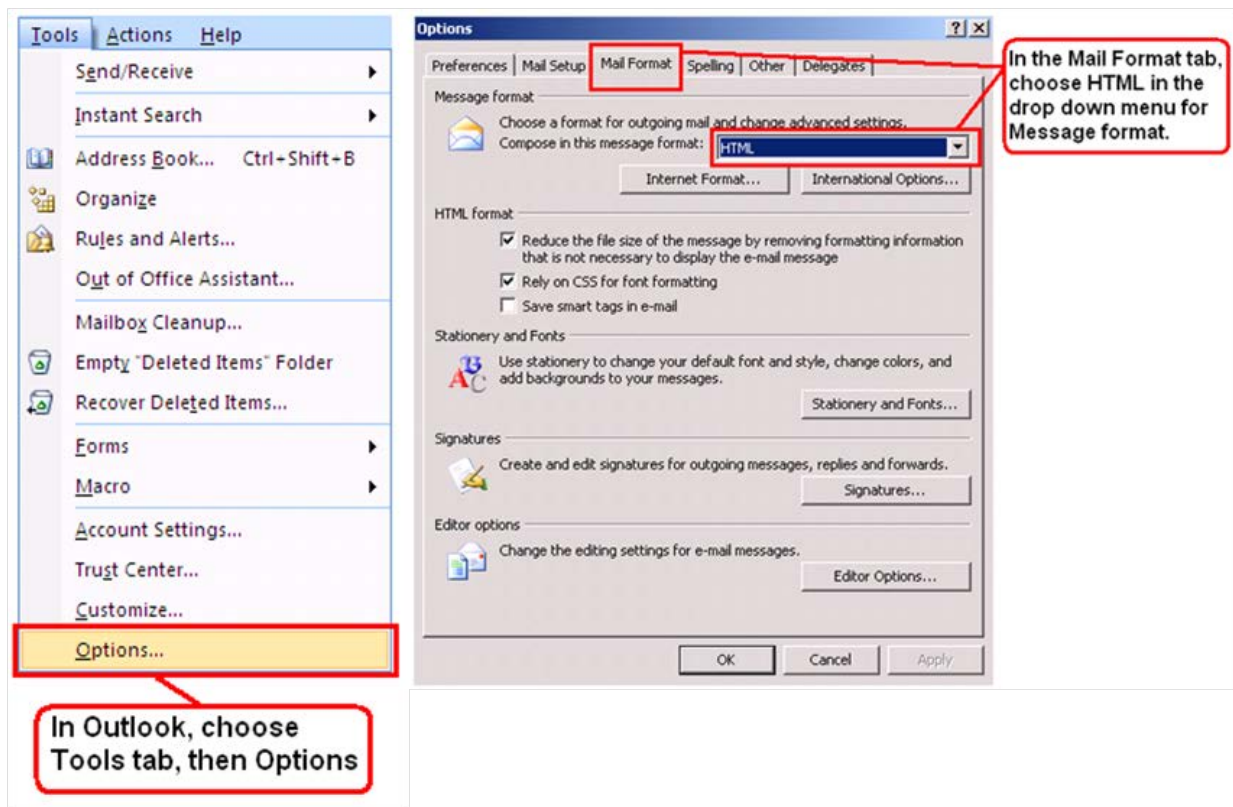 Tools Actions Help
Send/Receive
Instant Search
Address Book... Ctrl+Shift+B
Organize
Rules and Alerts...
Out of Office Assistant...
Mailbox Cleanup...
Empty "Deleted Items" Folder
Recover Deleted Items...
Forms
Macro
Account Settings...
Trust Center...
Customize...
Options...
In Outlook, choose
Tools tab, then Options
Options
Preferences Mail Setup Mail Format Spelling Other Delegates
Message format
Choose a format for outgoing mail and change advanced settings.
Compose in this message format: HTML
Internet Format... International Options...
HTML format
Reduce the file size of the message by removing formatting information
that is not necessary to display the e-mail message
Rely on CSS for font formatting
Save smart tags in e-mail
Stationery and Fonts
Use stationery to change your default font and style, change colors, and
add backgrounds to your messages.
Stationery and Fonts...
Signatures
Create and edit signatures for outgoing messages, replies and forwards.
Signatures...
Editor options
Change the editing settings for e-mail messages.
Editor Options...
OK Cancel Apply
In the Mail Format tab,
choose HTML in the
drop down menu for
Message format.